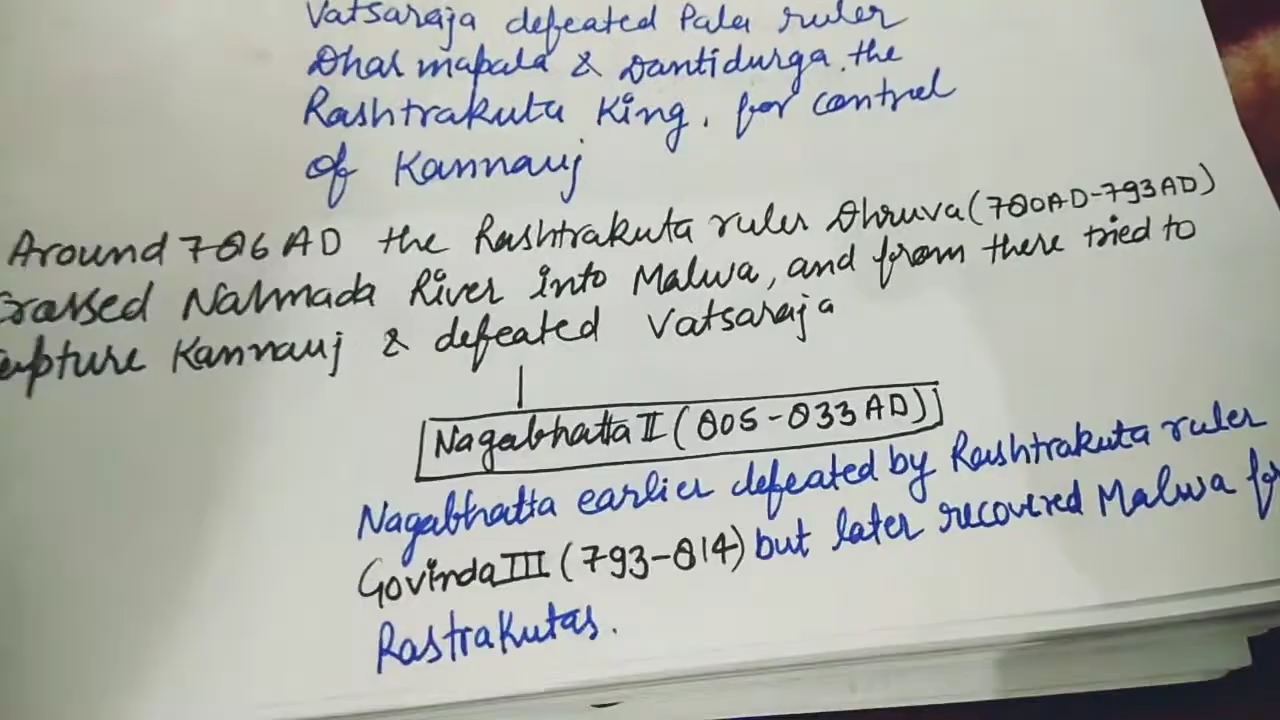 Vatsaraja defeated Pala ruler
Dharmapala & Dantidurga, the
Rashtrakuta King, for control
of Kannauj
Around 786 AD the Rashtrakuta ruler Dhruva (780AD-793AD)
Crossed Narmada River into Malwa, and from there tried to
capture Kannauj & defeated Vatsaraja
Nagabhatta II (805-833 AD)
Nagabhatta earlier defeated by Rashtrakuta ruler
Govinda III (793-814) but later recovered Malwa
Rastrakutas.